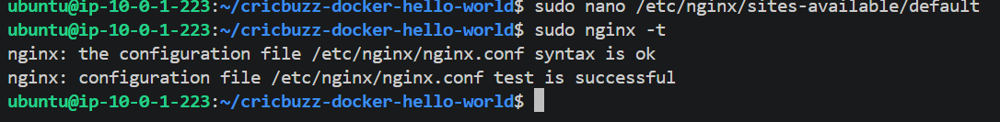 ubuntu@ip-10-0-1-223:~/cricbuzz-docker-hello-world$ sudo nano /etc/nginx/sites-available/default
ubuntu@ip-10-0-1-223:~/cricbuzz-docker-hello-world$ sudo nginx -t
nginx: the configuration file /etc/nginx/nginx.conf syntax is ok
nginx: configuration file /etc/nginx/nginx.conf test is successful
ubuntu@ip-10-0-1-223:~/cricbuzz-docker-hello-world$